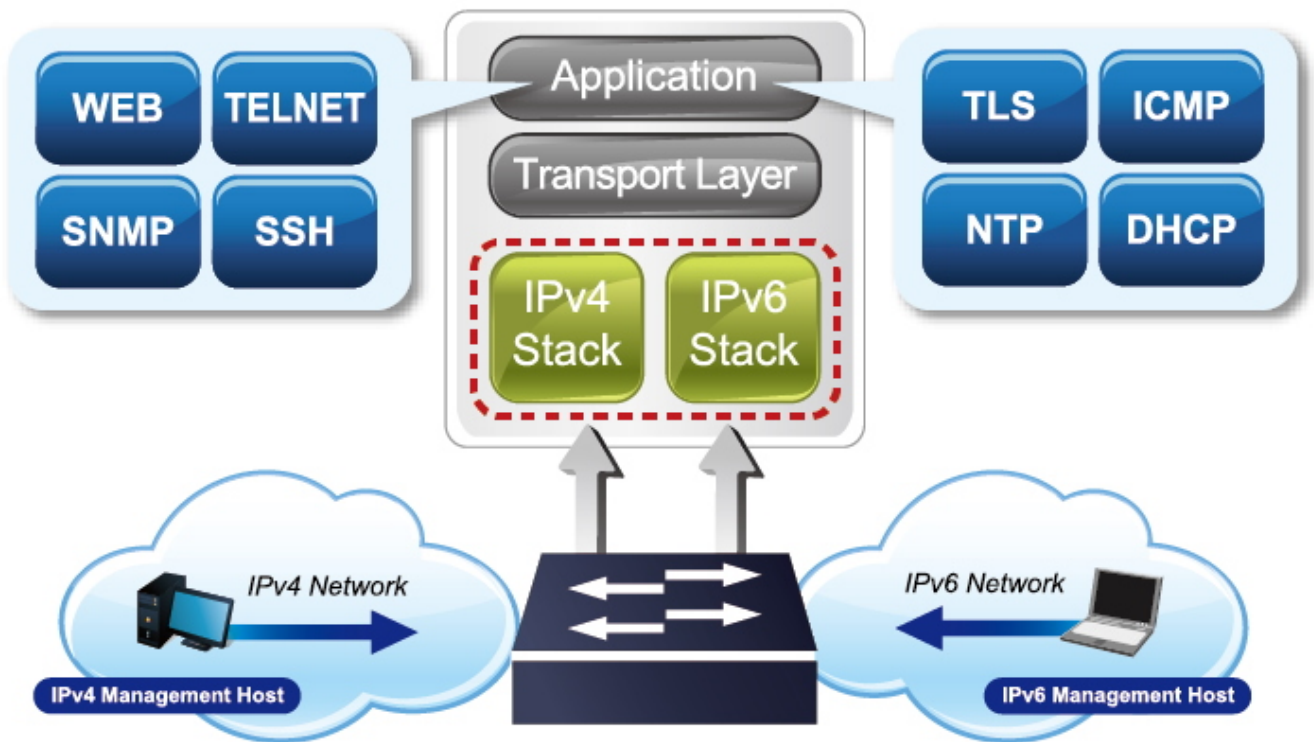 WEB
TELNET
SNMP
SSH
Application
Transport Layer
IPv4
Stack
IPv6
Stack
TLS
ICMP
NTP
DHCP
IPv4 Network
IPv4 Management Host
IPv6 Network
IPv6 Management Host